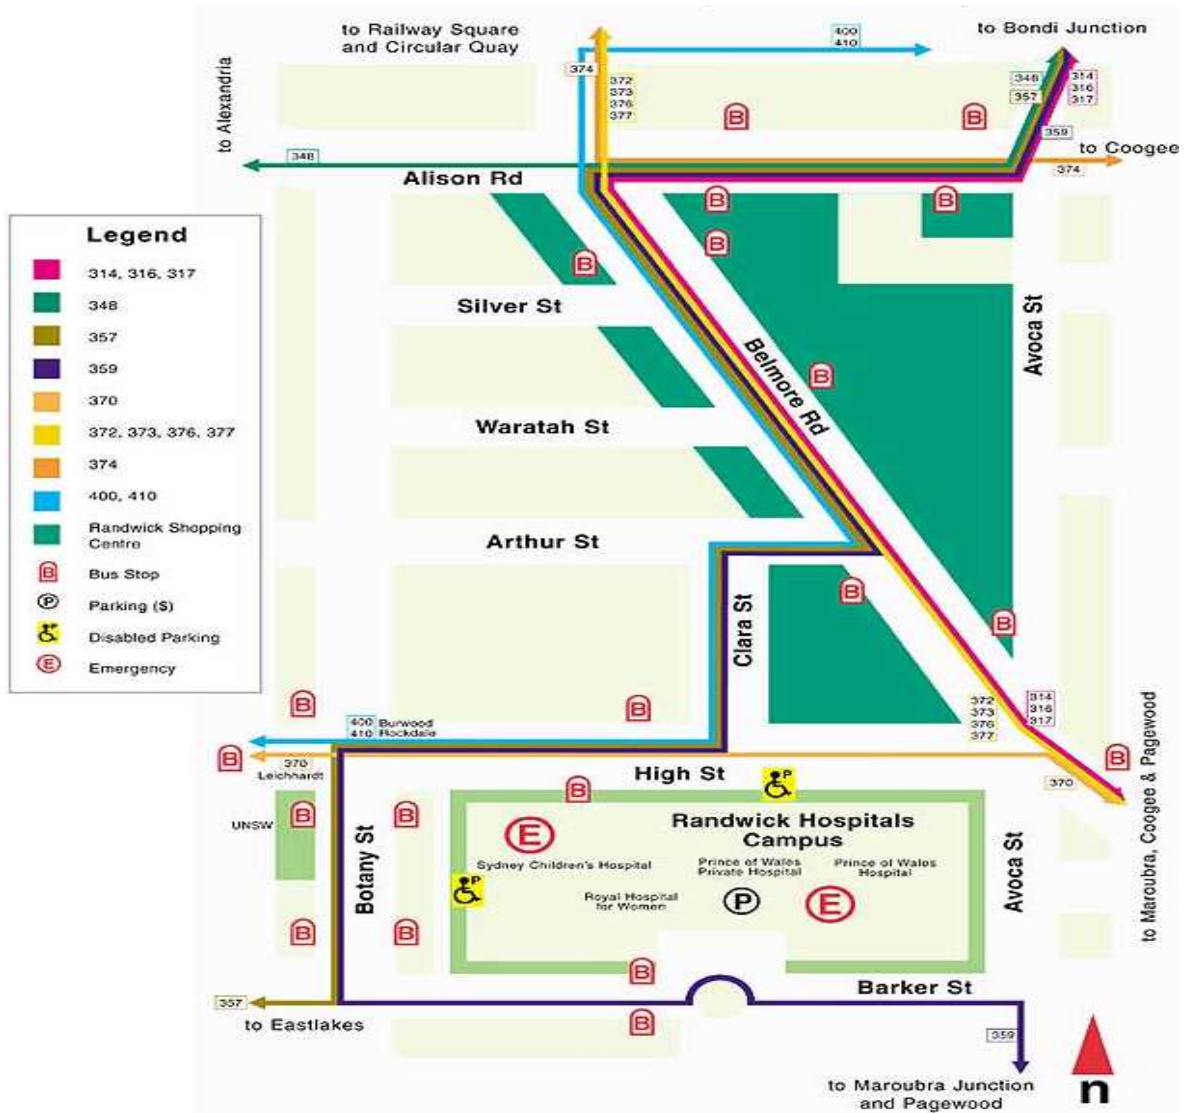 to Railway Square
and Circular Quay
400
410
to Bondi Junction
to Alexandria
374
372
373
376
377
348
357
314
316
317
359
to Coogee
348
374
Alison Rd
Legend
314, 316, 317
348
357
359
370
372, 373, 376, 377
374
400, 410
Randwick Shopping
Centre
B Bus Stop
P Parking ($)
P Disabled Parking
E Emergency
B
B
B
B
B
B
Silver St
Avoca St
Belmore Rd
B
Waratah St
Arthur St
B
B
Clara St
B
B
372
373
376
377
314
316
317
400 Burwood
410 Rockdale
B
370
Leichhardt
High St
B
370
to Maroubra, Coogee & Pagewood
B
P
B
B
UNSW
Botany St
E
Randwick Hospitals
Campus
Sydney Children's Hospital
Prince of Wales
Private Hospital
Prince of Wales
Hospital
P
Royal Hospital
for Women
P
E
Avoca St
B
B
B
Barker St
357
to Eastlakes
B
359
to Maroubra Junction
and Pagewood
n